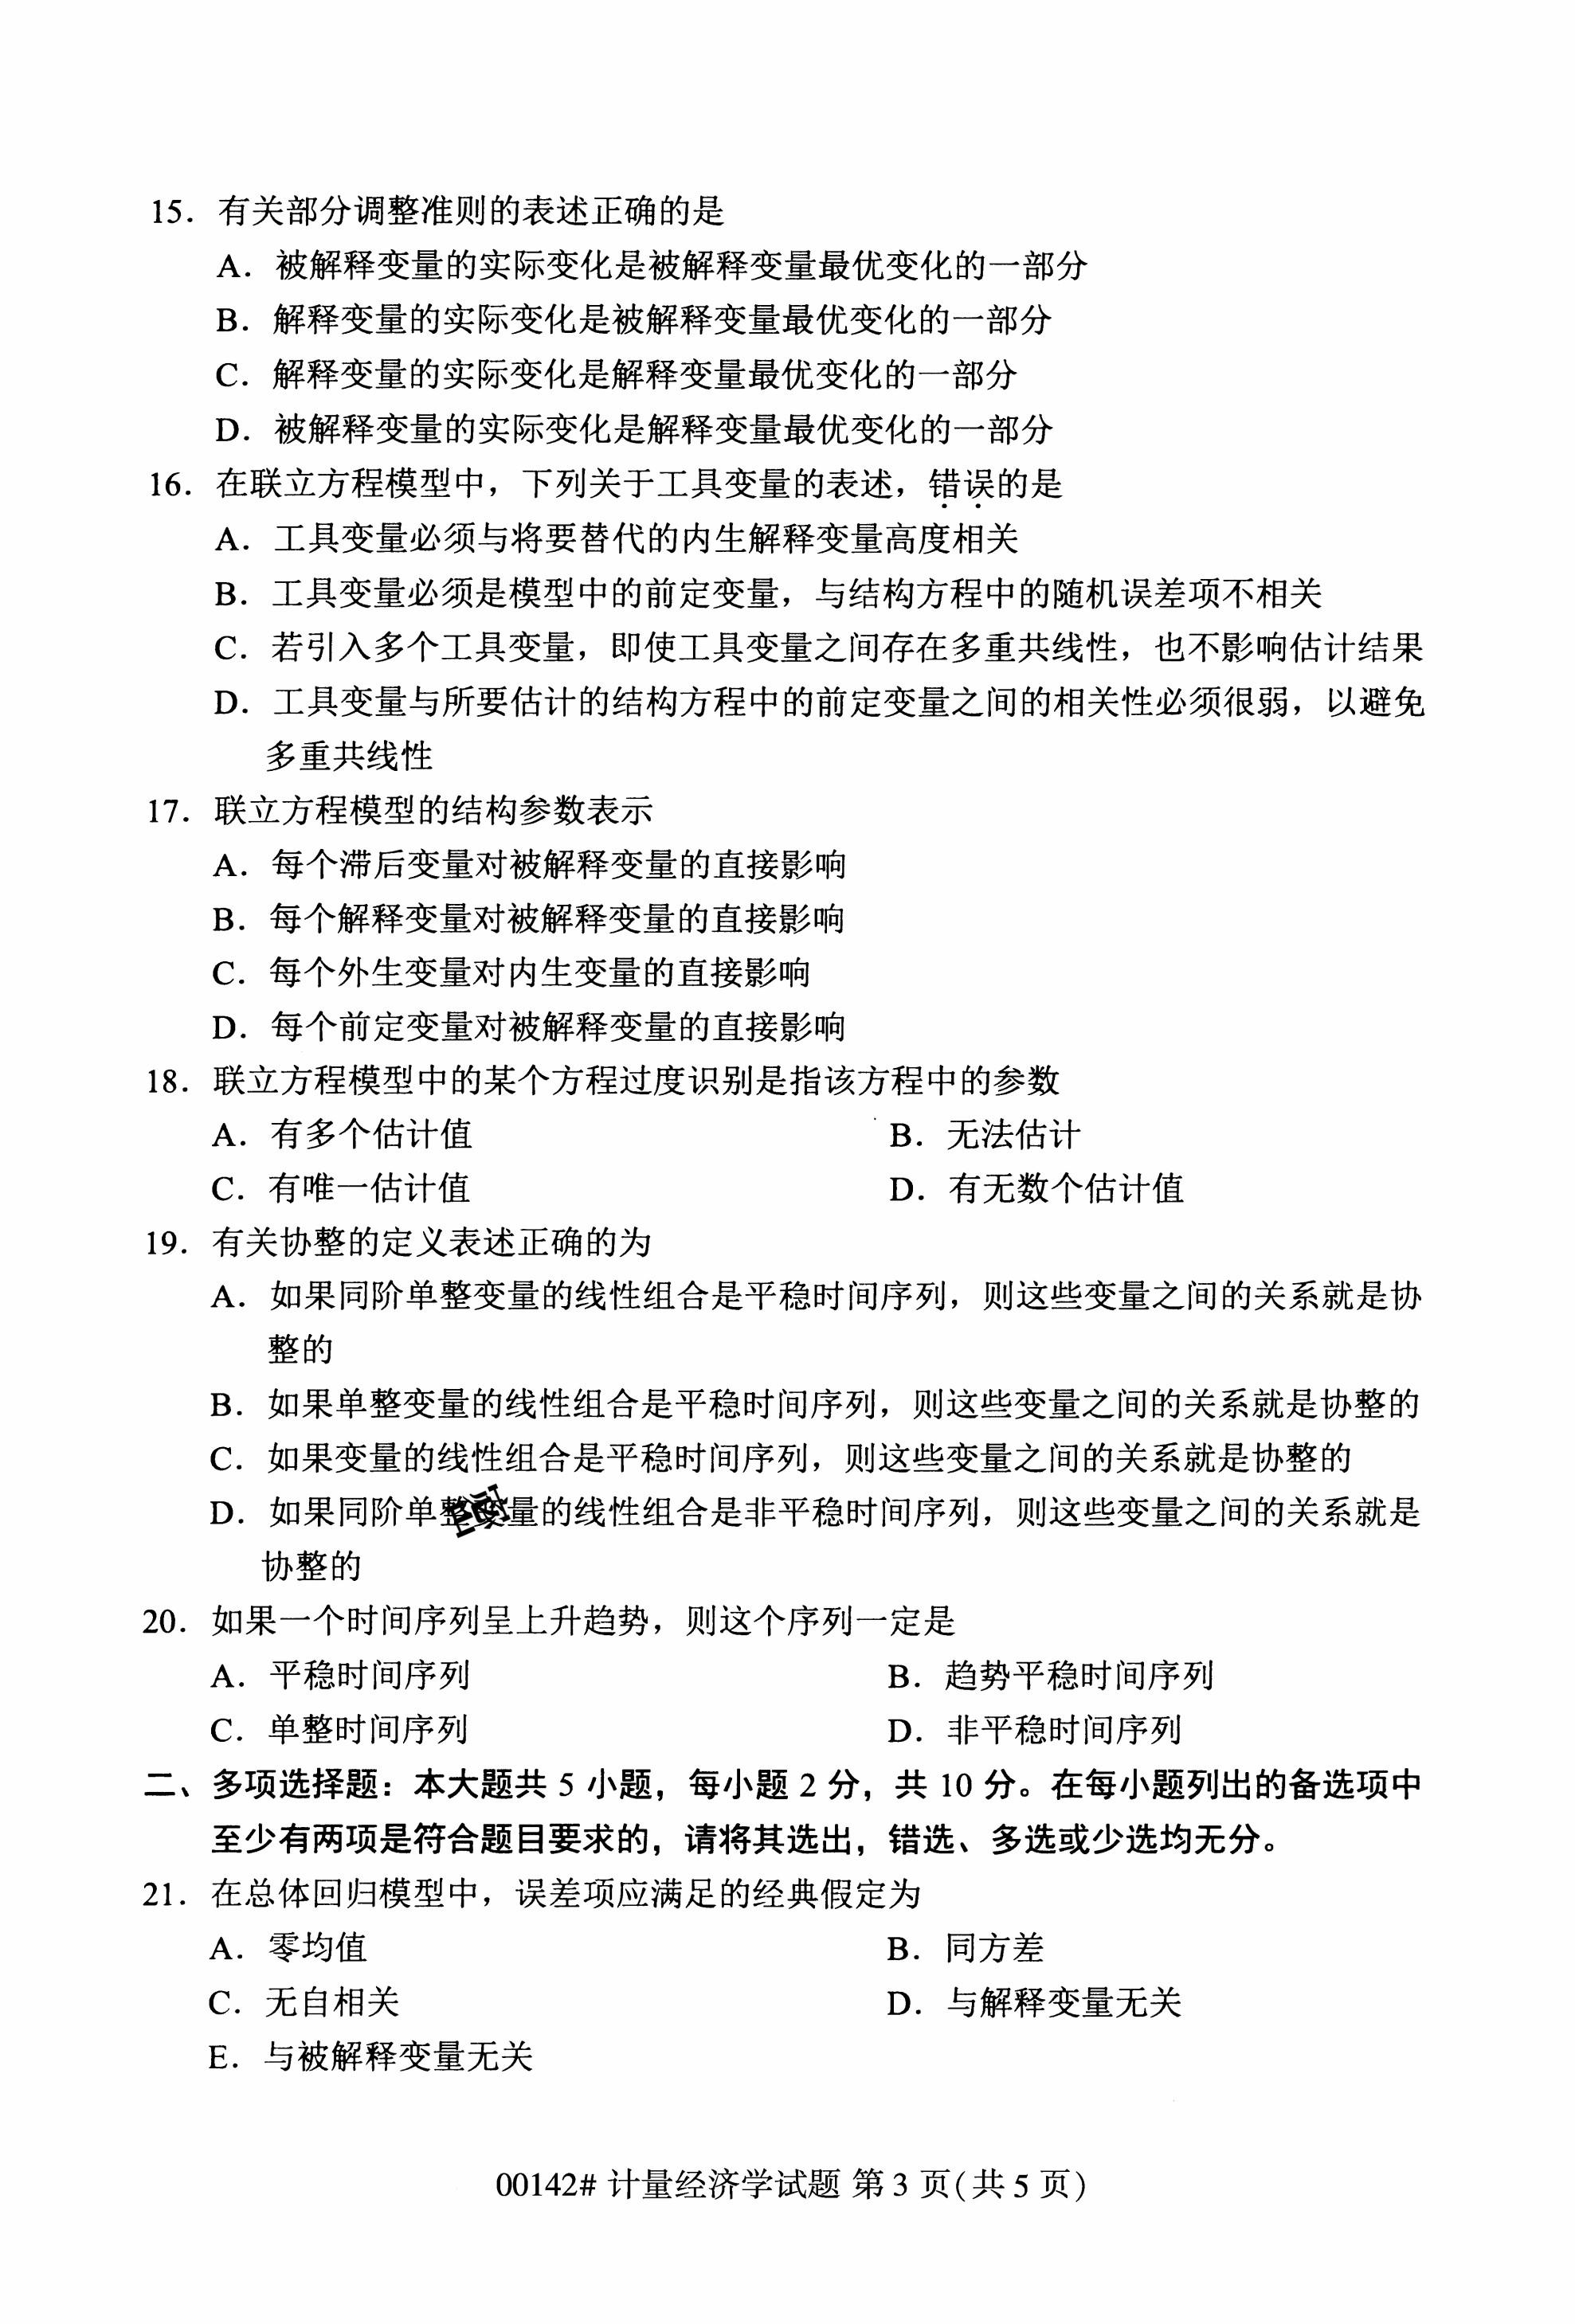 15. 有关部分调整准则的表述正确的是
A. 被解释变量的实际变化是被解释变量最优变化的一部分
B. 解释变量的实际变化是被解释变量最优变化的一部分
C. 解释变量的实际变化是解释变量最优变化的一部分
D. 被解释变量的实际变化是解释变量最优变化的一部分
16. 在联立方程模型中，下列关于工具变量的表述，错误的是
A. 工具变量必须与将要替代的内生解释变量高度相关
B. 工具变量必须是模型中的前定变量，与结构方程中的随机误差项不相关
C. 若引入多个工具变量，即使工具变量之间存在多重共线性，也不影响估计结果
D. 工具变量与所要估计的结构方程中的前定变量之间的相关性必须很弱，以避免
多重共线性
17. 联立方程模型的结构参数表示
A. 每个滞后变量对被解释变量的直接影响
B. 每个解释变量对被解释变量的直接影响
C. 每个外生变量对内生变量的直接影响
D. 每个前定变量对被解释变量的直接影响
18. 联立方程模型中的某个方程过度识别是指该方程中的参数
A. 有多个估计值 B. 无法估计
C. 有唯一估计值 D. 有无数个估计值
19. 有关协整的定义表述正确的为
A. 如果同阶单整变量的线性组合是平稳时间序列，则这些变量之间的关系就是协
整的
B. 如果单整变量的线性组合是平稳时间序列，则这些变量之间的关系就是协整的
C. 如果变量的线性组合是平稳时间序列，则这些变量之间的关系就是协整的
D. 如果同阶单整变量的线性组合是非平稳时间序列，则这些变量之间的关系就是
协整的
20. 如果一个时间序列呈上升趋势，则这个序列一定是
A. 平稳时间序列 B. 趋势平稳时间序列
C. 单整时间序列 D. 非平稳时间序列
二、多项选择题：本大题共 5 小题，每小题 2 分，共 10 分。在每小题列出的备选项中
至少有两项是符合题目要求的，请将其选出，错选、多选或少选均无分。
21. 在总体回归模型中，误差项应满足的经典假定为
A. 零均值 B. 同方差
C. 无自相关 D. 与解释变量无关
E. 与被解释变量无关
00142# 计量经济学试题 第 3 页(共 5 页)